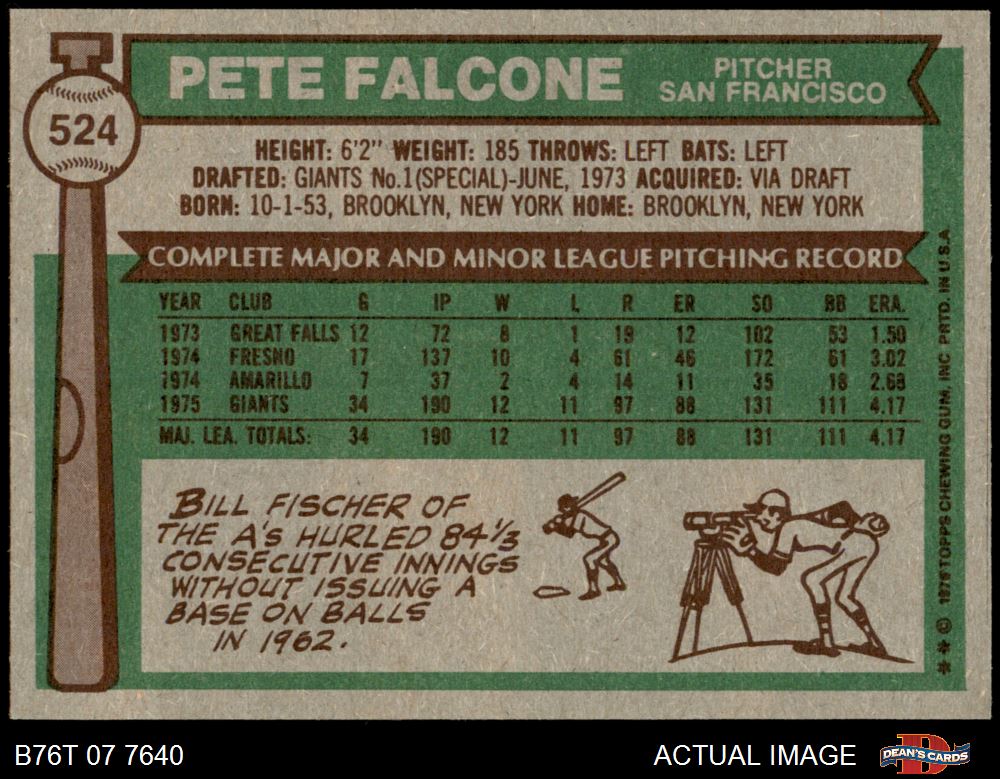 524
PETE FALCONE
PITCHER
SAN FRANCISCO
HEIGHT: 6'2" WEIGHT: 185 THROWS: LEFT BATS: LEFT
DRAFTED: GIANTS No.1(SPECIAL)-JUNE, 1973 ACQUIRED: VIA DRAFT
BORN: 10-1-53, BROOKLYN, NEW YORK HOME: BROOKLYN, NEW YORK
COMPLETE MAJOR AND MINOR LEAGUE PITCHING RECORD
YEAR CLUB G IP W L R ER SO BB ERA.
1973 GREAT FALLS 12 72 8 1 19 12 102 53 1.50
1974 FRESNO 17 137 10 4 61 46 172 61 3.02
1974 AMARILLO 7 37 2 4 14 11 35 18 2.68
1975 GIANTS 34 190 12 11 97 88 131 111 4.17
MAJ. LEA. TOTALS: 34 190 12 11 97 88 131 111 4.17
BILL FISCHER OF
THE A'S HURLED 84 1/3
CONSECUTIVE INNINGS
WITHOUT ISSUING A
BASE ON BALLS
IN 1962.
** © 1976 TOPPS CHEWING GUM, INC. PRTD. IN U.S.A.
B76T 07 7640
ACTUAL IMAGE
DEAN'S CARDS